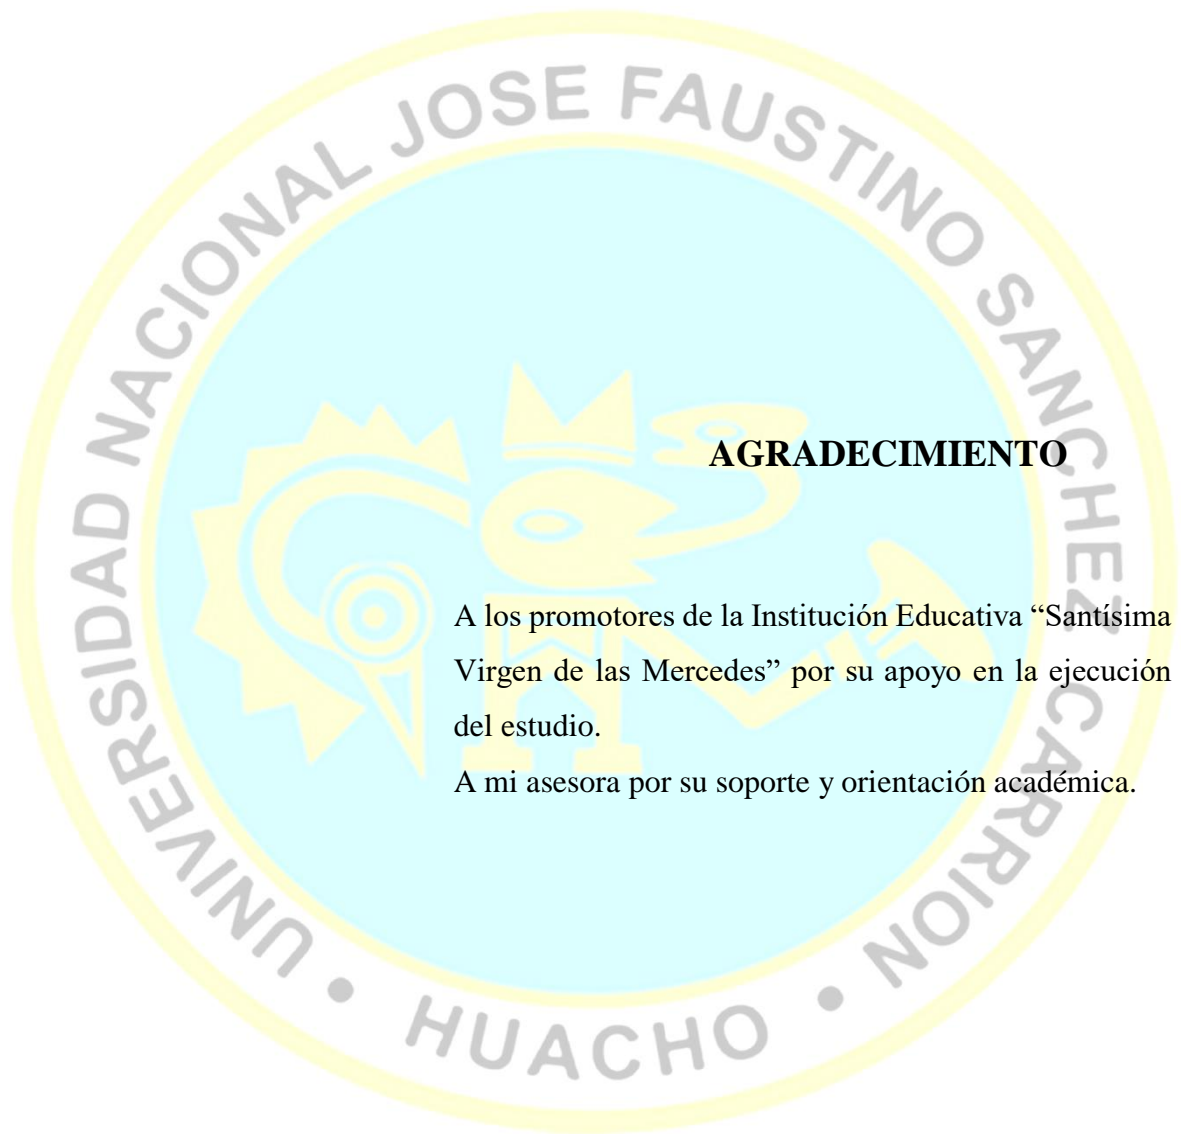 UNIVERSIDAD NACIONAL JOSE FAUSTINO SANCHEZ CARRION
• HUACHO •
AGRADECIMIENTO
A los promotores de la Institución Educativa “Santísima
Virgen de las Mercedes” por su apoyo en la ejecución
del estudio.
A mi asesora por su soporte y orientación académica.